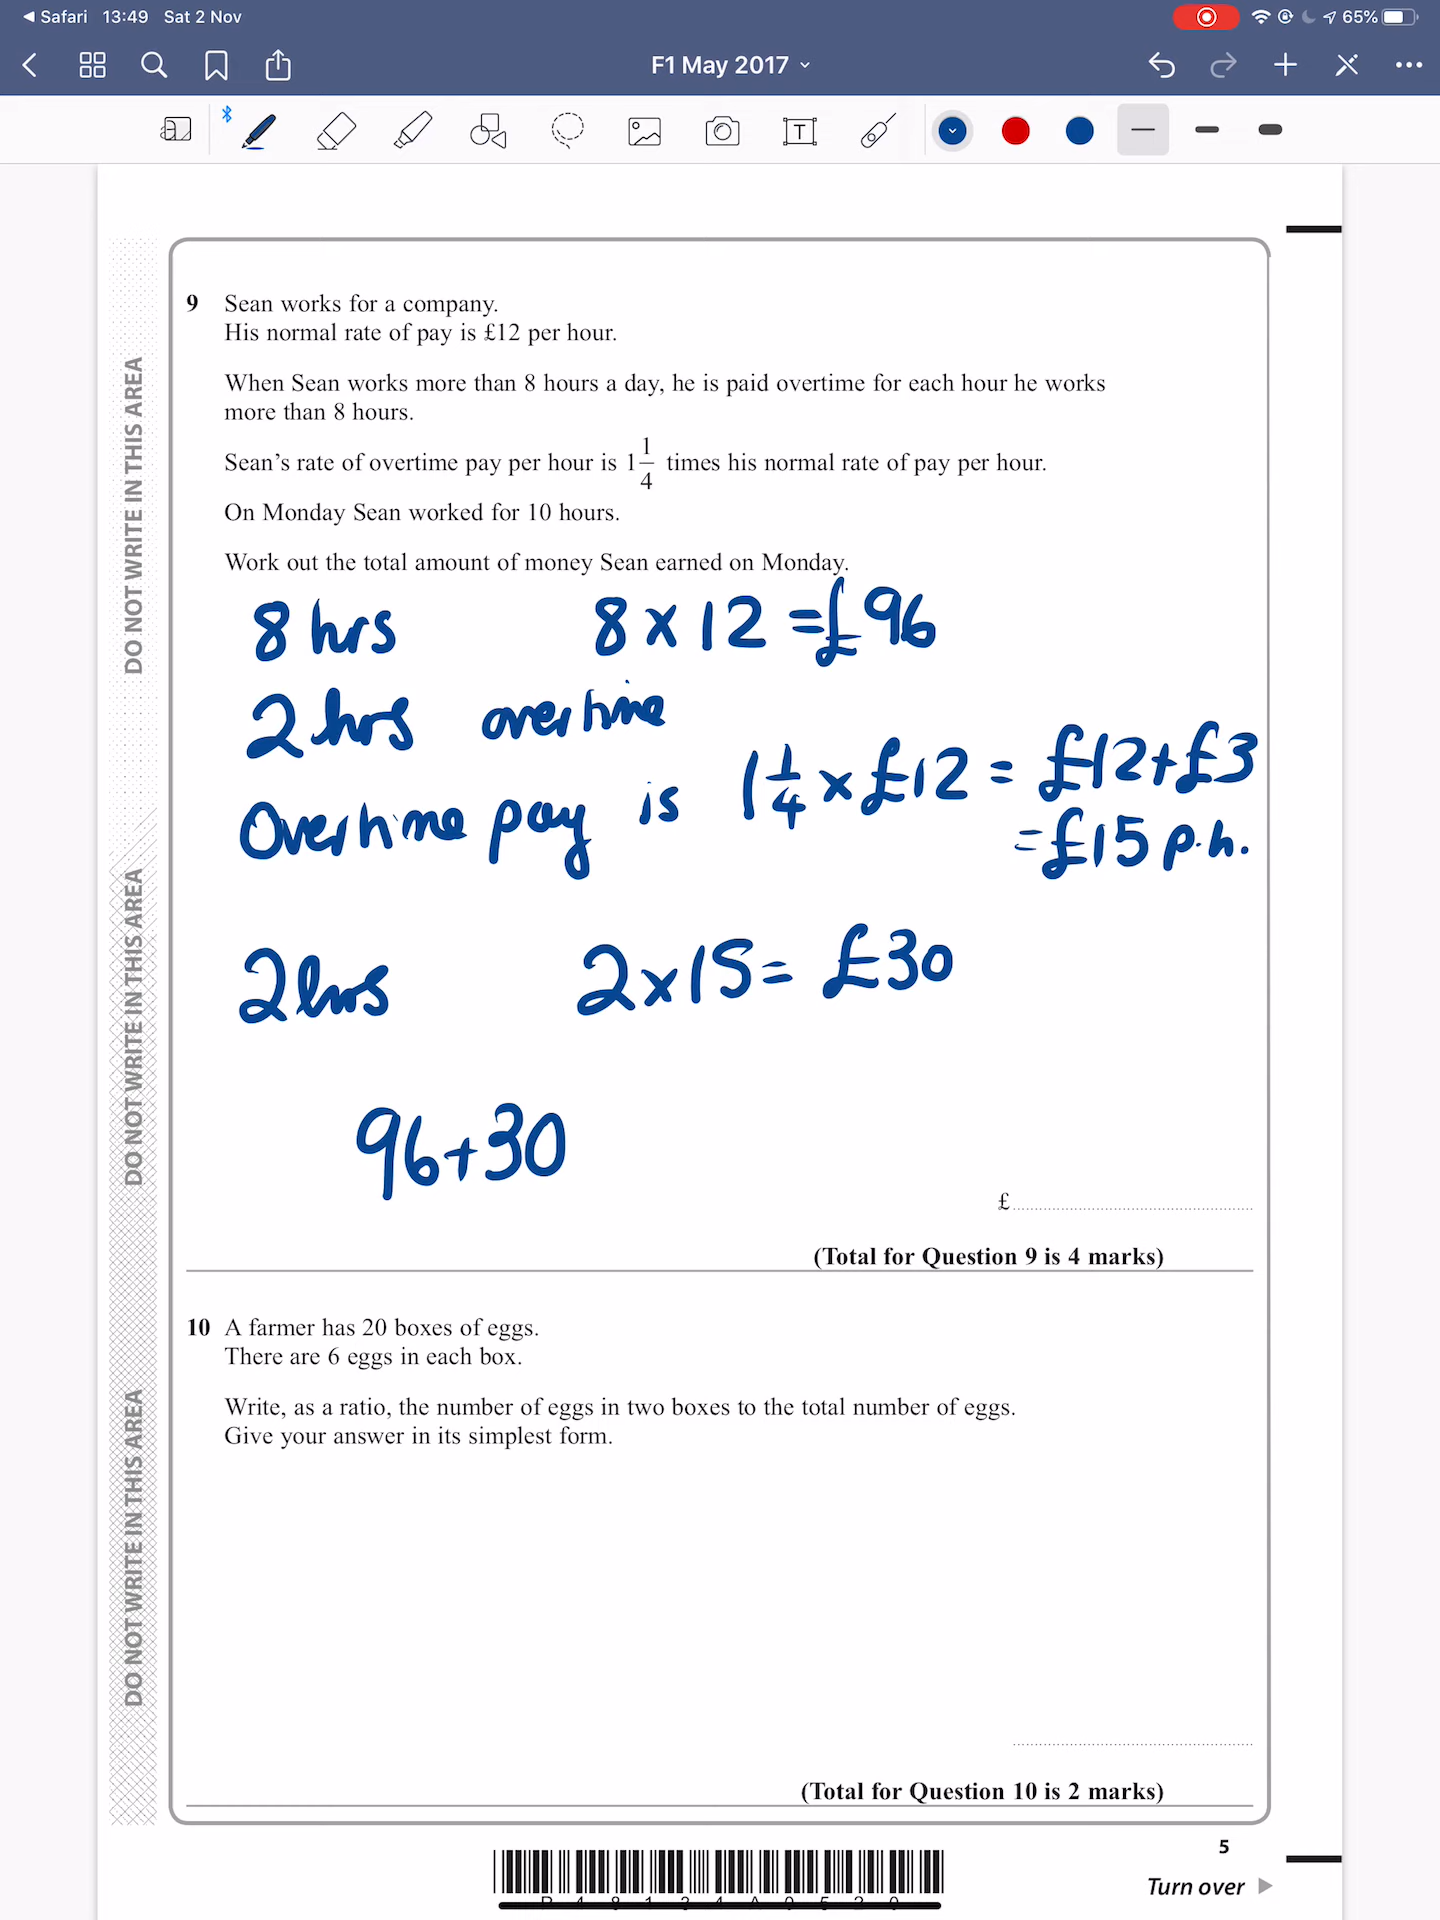 Safari 13:49 Sat 2 Nov 65%
F1 May 2017
T
9 Sean works for a company.
His normal rate of pay is £12 per hour.
When Sean works more than 8 hours a day, he is paid overtime for each hour he works
more than 8 hours.
Sean's rate of overtime pay per hour is 1 1/4 times his normal rate of pay per hour.
On Monday Sean worked for 10 hours.
Work out the total amount of money Sean earned on Monday.
8 hrs 8 × 12 = £96
2 hrs overtime
Overtime pay is 1 1/4 × £12 = £12+£3
= £15 p.h.
2 hrs 2×15 = £30
96+30
£
(Total for Question 9 is 4 marks)
10 A farmer has 20 boxes of eggs.
There are 6 eggs in each box.
Write, as a ratio, the number of eggs in two boxes to the total number of eggs.
Give your answer in its simplest form.
(Total for Question 10 is 2 marks)
5
Turn over
DO NOT WRITE IN THIS AREA
DO NOT WRITE IN THIS AREA
DO NOT WRITE IN THIS AREA